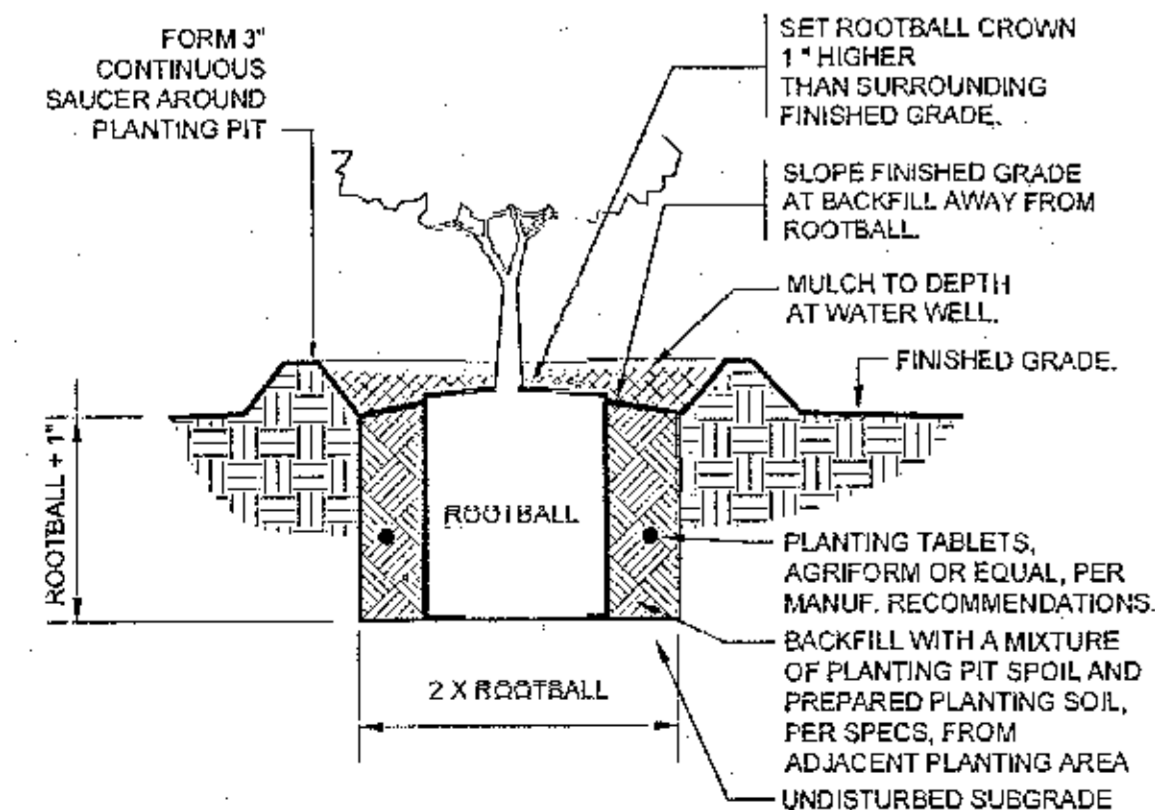 FORM 3"
CONTINUOUS
SAUCER AROUND
PLANTING PIT
SET ROOTBALL CROWN
1" HIGHER
THAN SURROUNDING
FINISHED GRADE.
SLOPE FINISHED GRADE
AT BACKFILL AWAY FROM
ROOTBALL.
MULCH TO DEPTH
AT WATER WELL.
FINISHED GRADE.
ROOTBALL + 1"
ROOTBALL
2 X ROOTBALL
PLANTING TABLETS,
AGRIFORM OR EQUAL, PER
MANUF. RECOMMENDATIONS.
BACKFILL WITH A MIXTURE
OF PLANTING PIT SPOIL AND
PREPARED PLANTING SOIL,
PER SPECS, FROM
ADJACENT PLANTING AREA
UNDISTURBED SUBGRADE